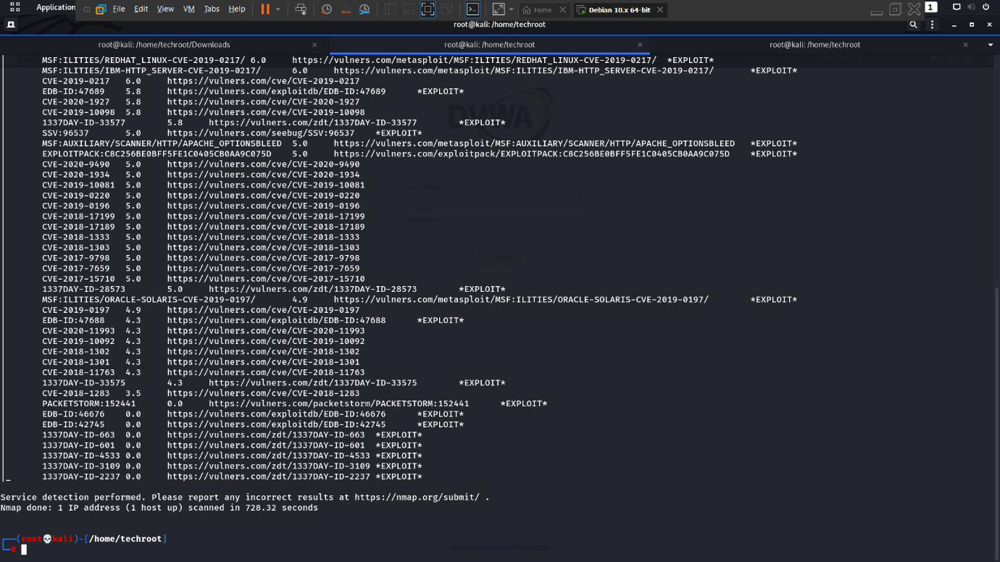 Application
File Edit View VM Tabs Help
Home
Debian 10.x 64-bit
1
root@kali: /home/techroot
root@kali: /home/techroot/Downloads
root@kali: /home/techroot
root@kali: /home/techroot
MSF:ILITIES/REDHAT_LINUX-CVE-2019-0217/ 6.0 https://vulners.com/metasploit/MSF:ILITIES/REDHAT_LINUX-CVE-2019-0217/ *EXPLOIT*
MSF:ILITIES/IBM-HTTP_SERVER-CVE-2019-0217/ 6.0 https://vulners.com/metasploit/MSF:ILITIES/IBM-HTTP_SERVER-CVE-2019-0217/ *EXPLOIT*
CVE-2019-0217 6.0 https://vulners.com/cve/CVE-2019-0217
EDB-ID:47689 5.8 https://vulners.com/exploitdb/EDB-ID:47689 *EXPLOIT*
CVE-2020-1927 5.8 https://vulners.com/cve/CVE-2020-1927
CVE-2019-10098 5.8 https://vulners.com/cve/CVE-2019-10098
1337DAY-ID-33577 5.8 https://vulners.com/zdt/1337DAY-ID-33577 *EXPLOIT*
SSV:96537 5.0 https://vulners.com/seebug/SSV:96537 *EXPLOIT*
MSF:AUXILIARY/SCANNER/HTTP/APACHE_OPTIONSBLEED 5.0 https://vulners.com/metasploit/MSF:AUXILIARY/SCANNER/HTTP/APACHE_OPTIONSBLEED *EXPLOIT*
EXPLOITPACK:C8C256BE0BFF5FE1C0405CB0AA9C075D 5.0 https://vulners.com/exploitpack/EXPLOITPACK:C8C256BE0BFF5FE1C0405CB0AA9C075D *EXPLOIT*
CVE-2020-9490 5.0 https://vulners.com/cve/CVE-2020-9490
CVE-2020-1934 5.0 https://vulners.com/cve/CVE-2020-1934
CVE-2019-10081 5.0 https://vulners.com/cve/CVE-2019-10081
CVE-2019-0220 5.0 https://vulners.com/cve/CVE-2019-0220
CVE-2019-0196 5.0 https://vulners.com/cve/CVE-2019-0196
CVE-2018-17199 5.0 https://vulners.com/cve/CVE-2018-17199
CVE-2018-17189 5.0 https://vulners.com/cve/CVE-2018-17189
CVE-2018-1333 5.0 https://vulners.com/cve/CVE-2018-1333
CVE-2018-1303 5.0 https://vulners.com/cve/CVE-2018-1303
CVE-2017-9798 5.0 https://vulners.com/cve/CVE-2017-9798
CVE-2017-7659 5.0 https://vulners.com/cve/CVE-2017-7659
CVE-2017-15710 5.0 https://vulners.com/cve/CVE-2017-15710
1337DAY-ID-28573 5.0 https://vulners.com/zdt/1337DAY-ID-28573 *EXPLOIT*
MSF:ILITIES/ORACLE-SOLARIS-CVE-2019-0197/ 4.9 https://vulners.com/metasploit/MSF:ILITIES/ORACLE-SOLARIS-CVE-2019-0197/ *EXPLOIT*
CVE-2019-0197 4.9 https://vulners.com/cve/CVE-2019-0197
EDB-ID:47688 4.3 https://vulners.com/exploitdb/EDB-ID:47688 *EXPLOIT*
CVE-2020-11993 4.3 https://vulners.com/cve/CVE-2020-11993
CVE-2019-10092 4.3 https://vulners.com/cve/CVE-2019-10092
CVE-2018-1302 4.3 https://vulners.com/cve/CVE-2018-1302
CVE-2018-1301 4.3 https://vulners.com/cve/CVE-2018-1301
CVE-2018-11763 4.3 https://vulners.com/cve/CVE-2018-11763
1337DAY-ID-33575 4.3 https://vulners.com/zdt/1337DAY-ID-33575 *EXPLOIT*
CVE-2018-1283 3.5 https://vulners.com/cve/CVE-2018-1283
PACKETSTORM:152441 0.0 https://vulners.com/packetstorm/PACKETSTORM:152441 *EXPLOIT*
EDB-ID:46676 0.0 https://vulners.com/exploitdb/EDB-ID:46676 *EXPLOIT*
EDB-ID:42745 0.0 https://vulners.com/exploitdb/EDB-ID:42745 *EXPLOIT*
1337DAY-ID-663 0.0 https://vulners.com/zdt/1337DAY-ID-663 *EXPLOIT*
1337DAY-ID-601 0.0 https://vulners.com/zdt/1337DAY-ID-601 *EXPLOIT*
1337DAY-ID-4533 0.0 https://vulners.com/zdt/1337DAY-ID-4533 *EXPLOIT*
1337DAY-ID-3109 0.0 https://vulners.com/zdt/1337DAY-ID-3109 *EXPLOIT*
|_ 1337DAY-ID-2237 0.0 https://vulners.com/zdt/1337DAY-ID-2237 *EXPLOIT*
Service detection performed. Please report any incorrect results at https://nmap.org/submit/ .
Nmap done: 1 IP address (1 host up) scanned in 728.32 seconds
(root💀kali)-[/home/techroot]
#
DVWA
Username
Password
Login